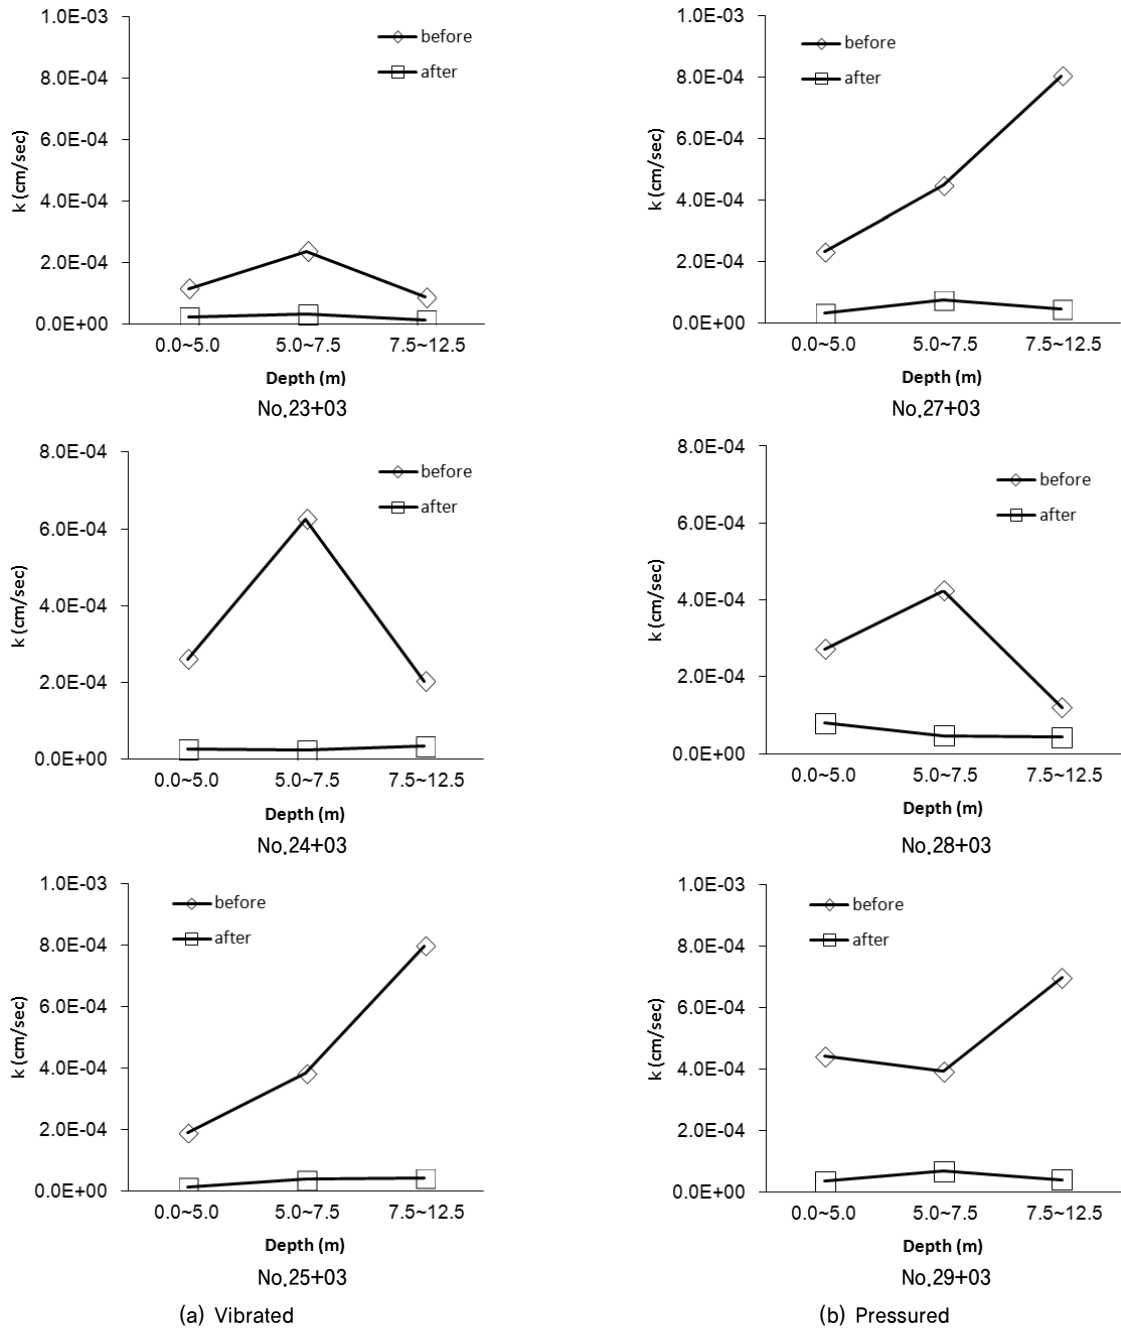 1.0E-03
8.0E-04
6.0E-04
4.0E-04
2.0E-04
0.0E+00
k (cm/sec)
before
after
0.0~5.0 5.0~7.5 7.5~12.5
Depth (m)
No.23+03
1.0E-03
8.0E-04
6.0E-04
4.0E-04
2.0E-04
0.0E+00
k (cm/sec)
before
after
0.0~5.0 5.0~7.5 7.5~12.5
Depth (m)
No.27+03
8.0E-04
6.0E-04
4.0E-04
2.0E-04
0.0E+00
k (cm/sec)
before
after
0.0~5.0 5.0~7.5 7.5~12.5
Depth (m)
No.24+03
8.0E-04
6.0E-04
4.0E-04
2.0E-04
0.0E+00
k (cm/sec)
before
after
0.0~5.0 5.0~7.5 7.5~12.5
Depth (m)
No.28+03
1.0E-03
8.0E-04
6.0E-04
4.0E-04
2.0E-04
0.0E+00
k (cm/sec)
before
after
0.0~5.0 5.0~7.5 7.5~12.5
Depth (m)
No.25+03
1.0E-03
8.0E-04
6.0E-04
4.0E-04
2.0E-04
0.0E+00
k (cm/sec)
before
after
0.0~5.0 5.0~7.5 7.5~12.5
Depth (m)
No.29+03
(a) Vibrated
(b) Pressured